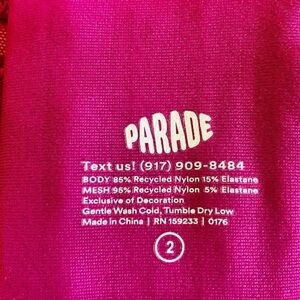 PARADE
Text us! (917) 909-8484
BODY 85% Recycled Nylon 15% Elastane
MESH 95% Recycled Nylon 5% Elastane
Exclusive of Decoration
Gentle Wash Cold, Tumble Dry Low
Made in China | RN 159233 | 0176
2